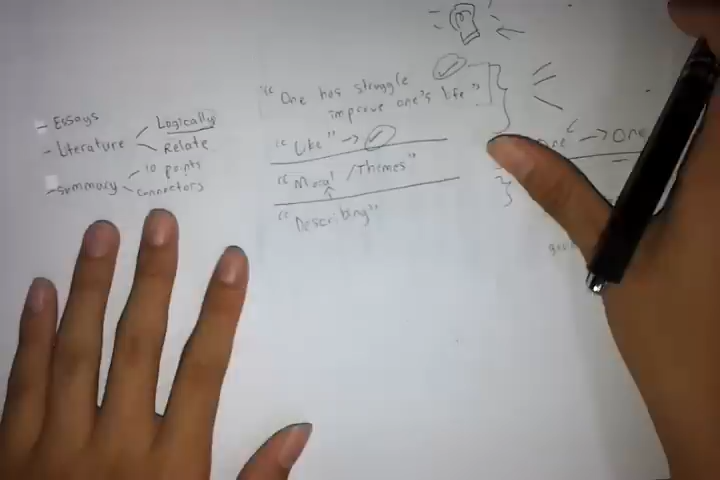 - Essays
- Literature
Logically
Relate
- Summary
10 points
connectors
"One has struggle
improve one's life"
"Like" →
"Moral / Themes"
"Describing"
One → One